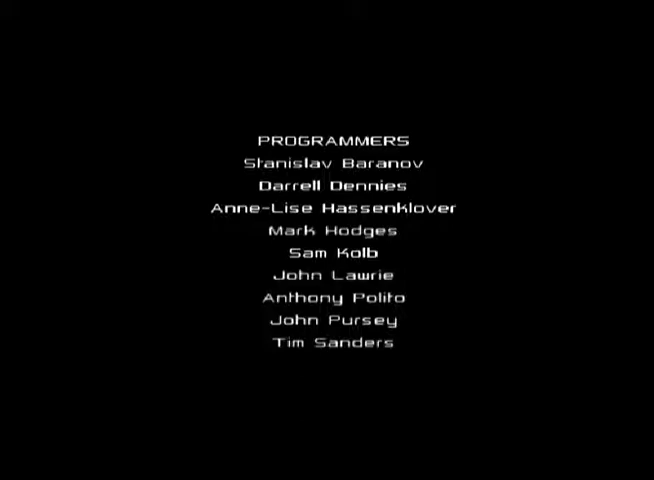 PROGRAMMERS
Stanislav Baranov
Darrell Dennies
Anne-Lise Hassenklover
Mark Hodges
Sam Kolb
John Lawrie
Anthony Polito
John Pursey
Tim Sanders